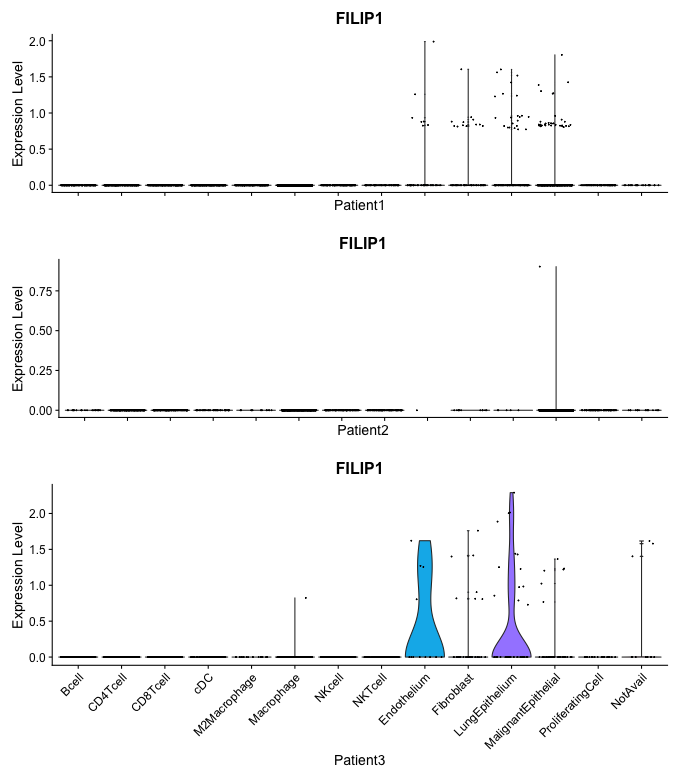 FILIP1
Expression Level
2.0
1.5
1.0
0.5
0.0
Patient1
FILIP1
Expression Level
0.75
0.50
0.25
0.00
Patient2
FILIP1
Expression Level
2.0
1.5
1.0
0.5
0.0
Bcell
CD4Tcell
CD8Tcell
cDC
M2Macrophage
Macrophage
NKcell
NKTcell
Endothelium
Fibroblast
LungEpithelium
MalignantEpithelial
ProliferatingCell
NotAvail
Patient3